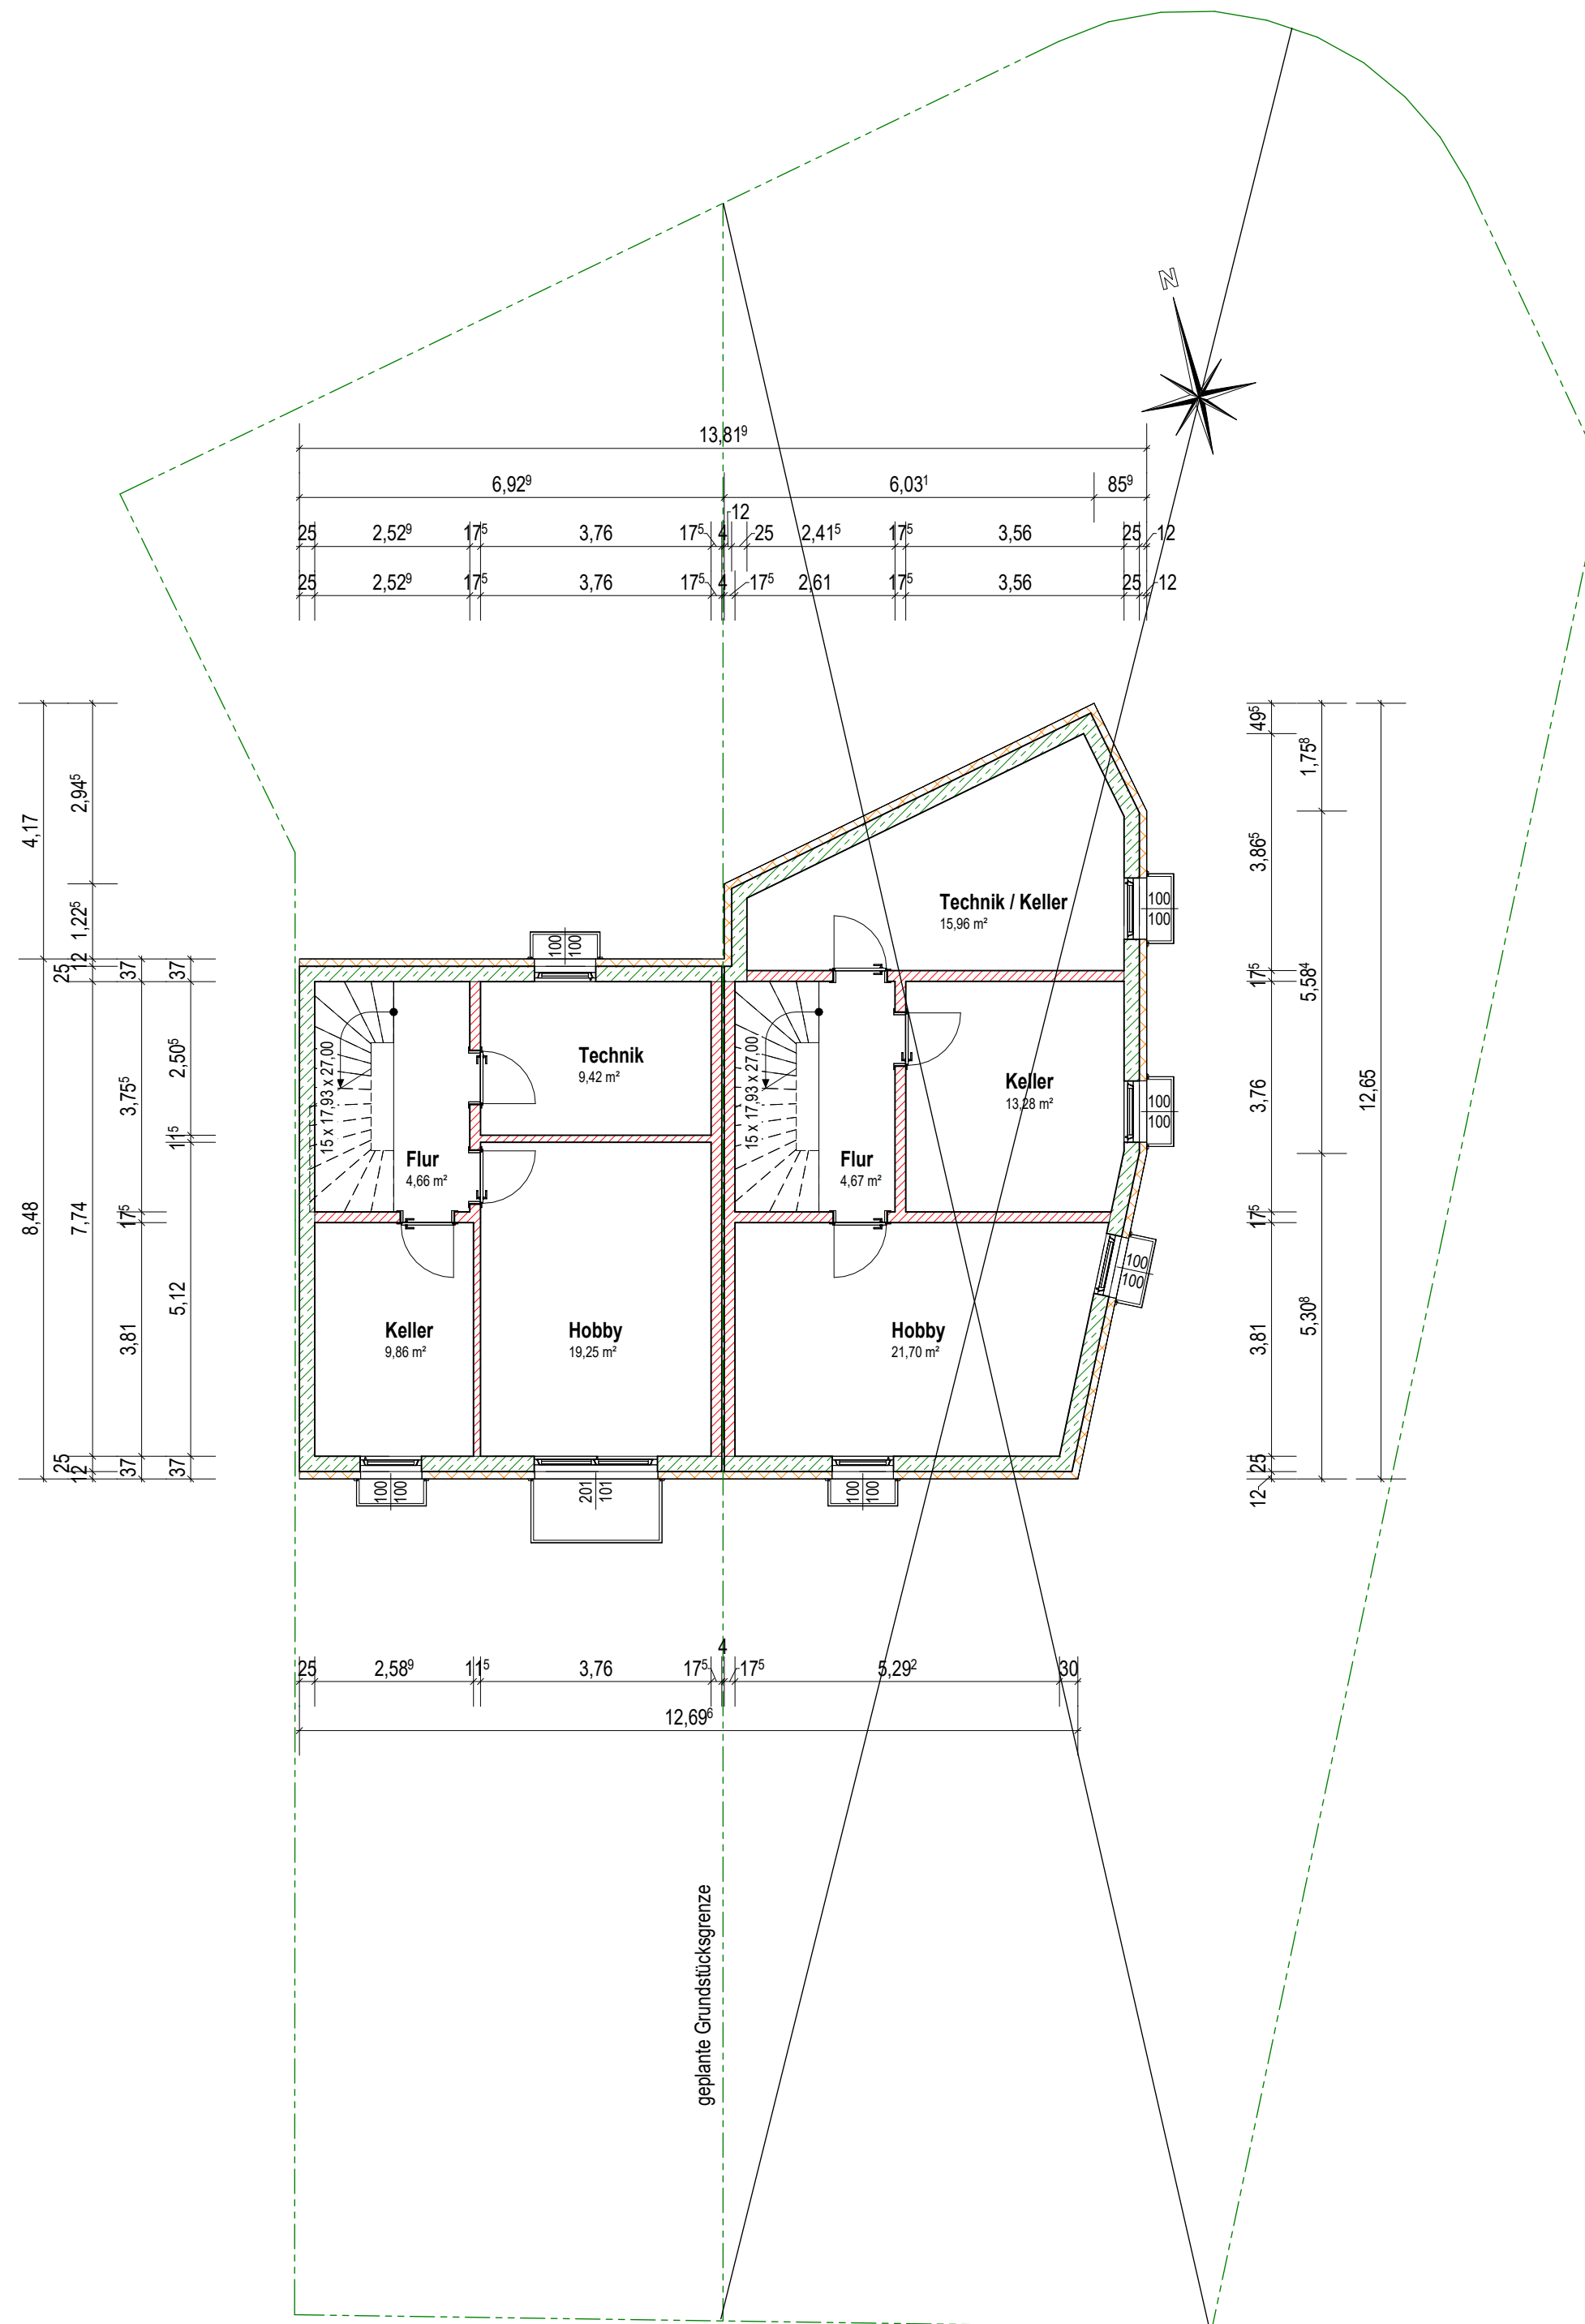 N
13,81⁹
6,92⁹ 6,03¹ 85⁹
12
25 2,52⁹ 17⁵ 3,76 17⁵ 4 25 2,41⁵ 17⁵ 3,56 25 12
25 2,52⁹ 17⁵ 3,76 17⁵ 4 17⁵ 2,61 17⁵ 3,56 25 12
4,17
8,48
2,94⁵
1,22⁵
12
25
7,74
25
12
37
3,75⁵
17⁵
3,81
37
37
2,50⁵
11⁵
5,12
37
49⁵
3,86⁵
17⁵
3,76
17⁵
3,81
25
12
1,75⁸
5,58⁴
5,30⁸
12,65
Technik / Keller
15,96 m²
100
100
100
100
15 x 17,93 x 27,00
Technik
9,42 m²
15 x 17,93 x 27,00
Keller
13,28 m²
100
100
Flur
4,66 m²
Flur
4,67 m²
100
100
Keller
9,86 m²
Hobby
19,25 m²
Hobby
21,70 m²
100
100
201
101
100
100
4
25 2,58⁹ 11⁵ 3,76 17⁵ 17⁵ 5,29² 30
12,69⁶
geplante Grundstücksgrenze